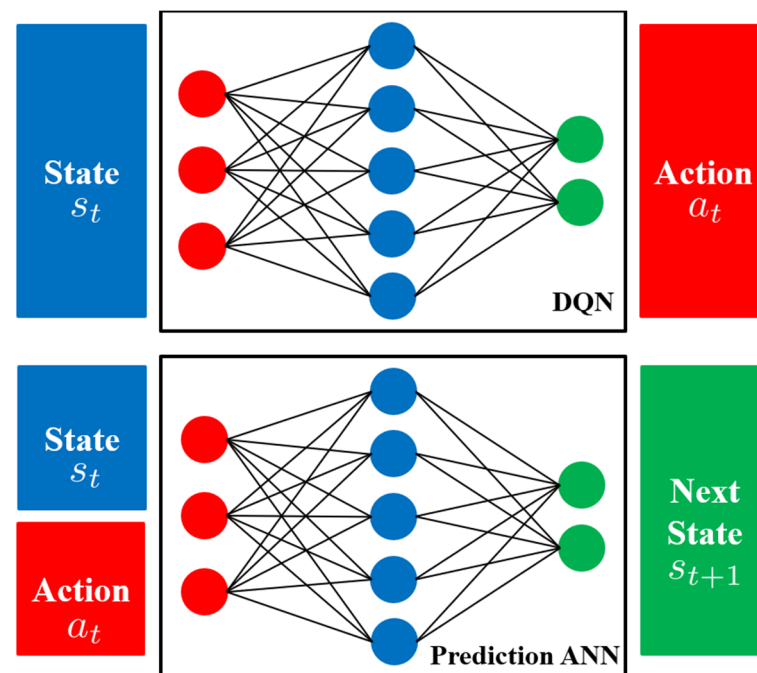 State
s_t
DQN
Action
a_t
State
s_t
Action
a_t
Prediction ANN
Next
State
s_{t+1}